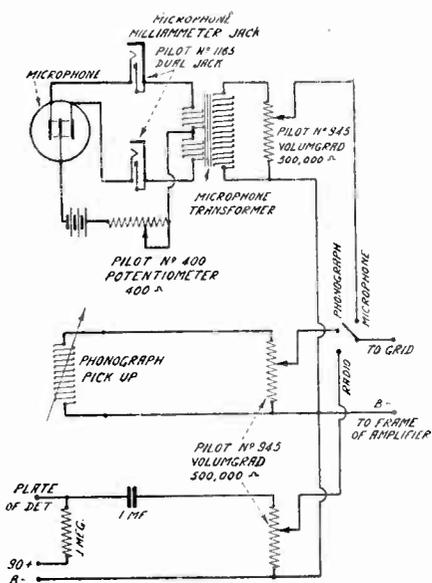 MICROPHONE
MILLIAMMETER JACK
PILOT Nº 1165
DUAL JACK
MICROPHONE
PILOT Nº 945
VOLUMGRAD
500,000 Ω
MICROPHONE
TRANSFORMER
PILOT Nº 400
POTENTIOMETER
400 Ω
PHONOGRAPH
MICROPHONE
TO GRID
RADIO
PHONOGRAPH
PICK UP
B-
TO FRAME
OF AMPLIFIER
PILOT Nº 945
VOLUMGRAD
500,000 Ω
PLATE
OF DET
1 MF
1 MEG.
90+
B-